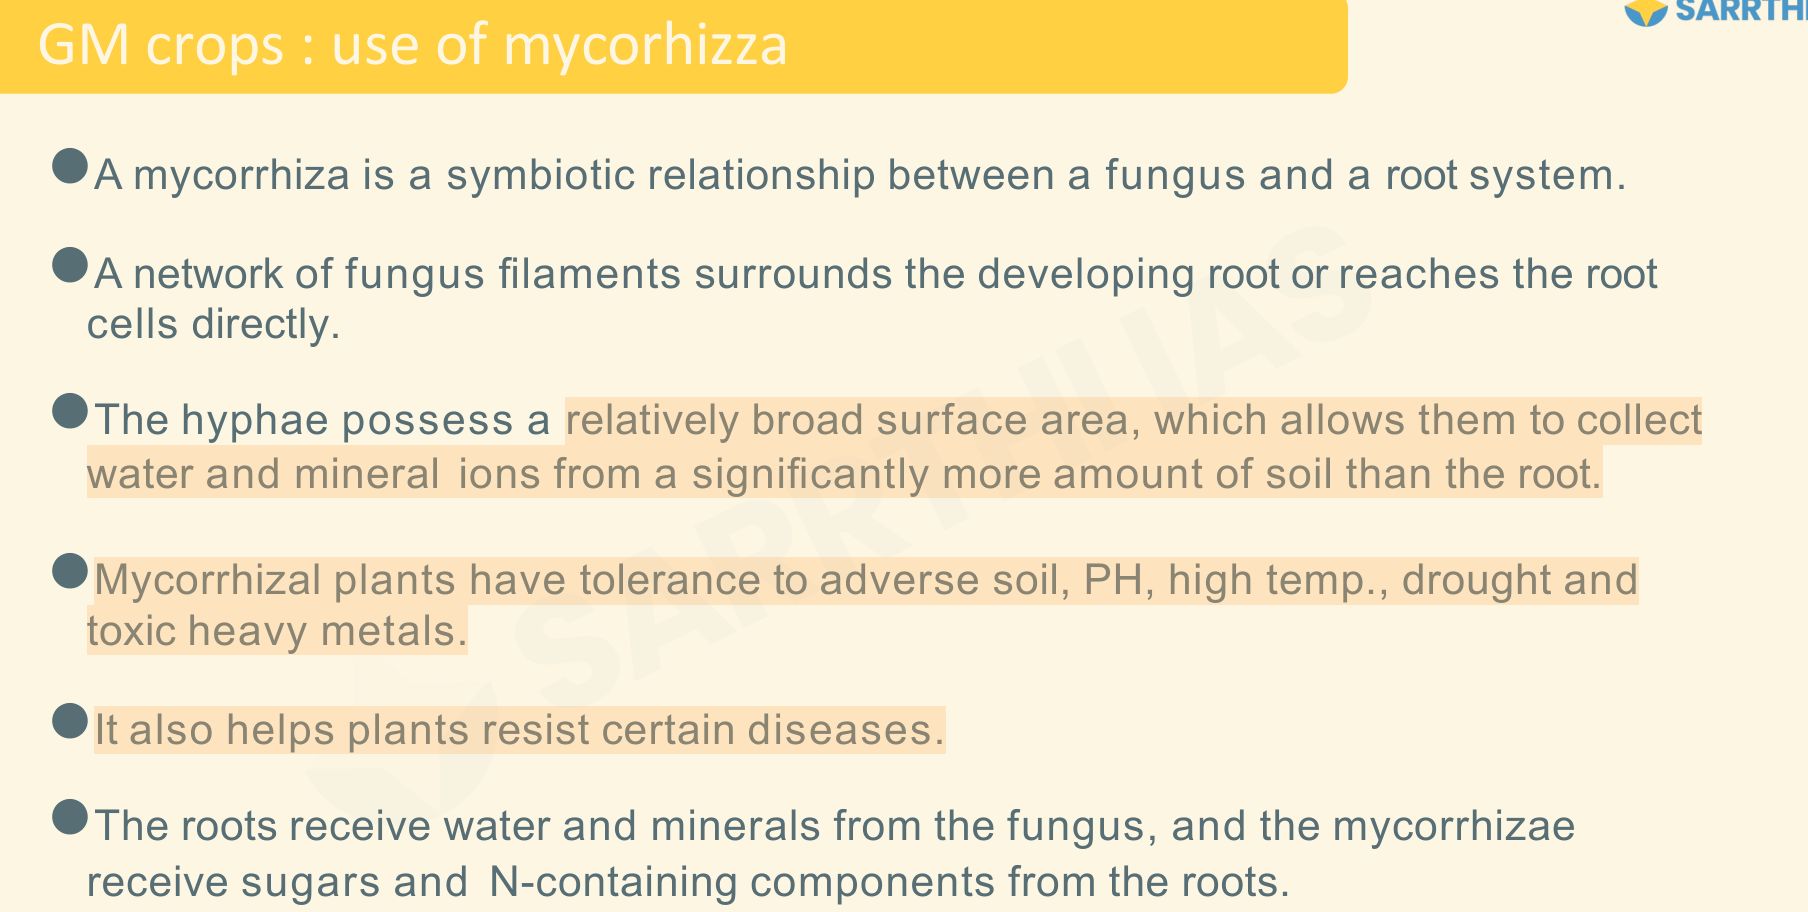 GM crops : use of mycorhizza
SARRTHI
A mycorrhiza is a symbiotic relationship between a fungus and a root system.
A network of fungus filaments surrounds the developing root or reaches the root
cells directly.
The hyphae possess a relatively broad surface area, which allows them to collect
water and mineral ions from a significantly more amount of soil than the root.
Mycorrhizal plants have tolerance to adverse soil, PH, high temp., drought and
toxic heavy metals.
It also helps plants resist certain diseases.
The roots receive water and minerals from the fungus, and the mycorrhizae
receive sugars and N-containing components from the roots.
SARRTHI IAS